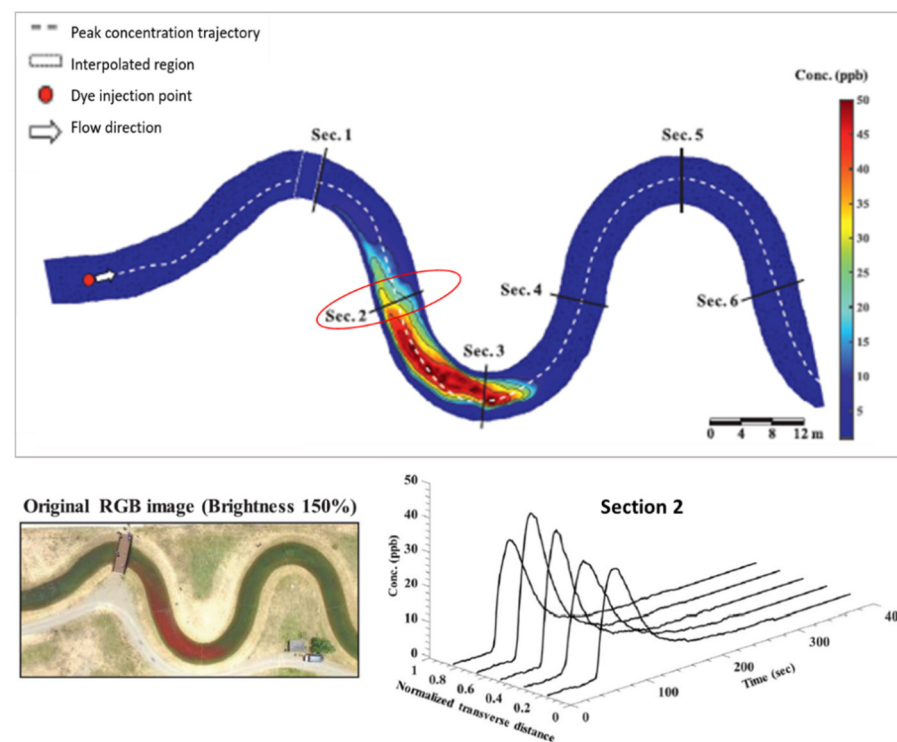 Peak concentration trajectory
Interpolated region
Dye injection point
Flow direction
Conc. (ppb)
50
45
40
35
30
25
20
15
10
5
Sec. 1
Sec. 5
Sec. 2
Sec. 4
Sec. 6
Sec. 3
0 4 8 12 m
Original RGB image (Brightness 150%)
Section 2
Conc. (ppb)
50
40
30
20
10
0
1 0.8 0.6 0.4 0.2 0
Normalized transverse distance
0 100 200 300 40
Time (sec)